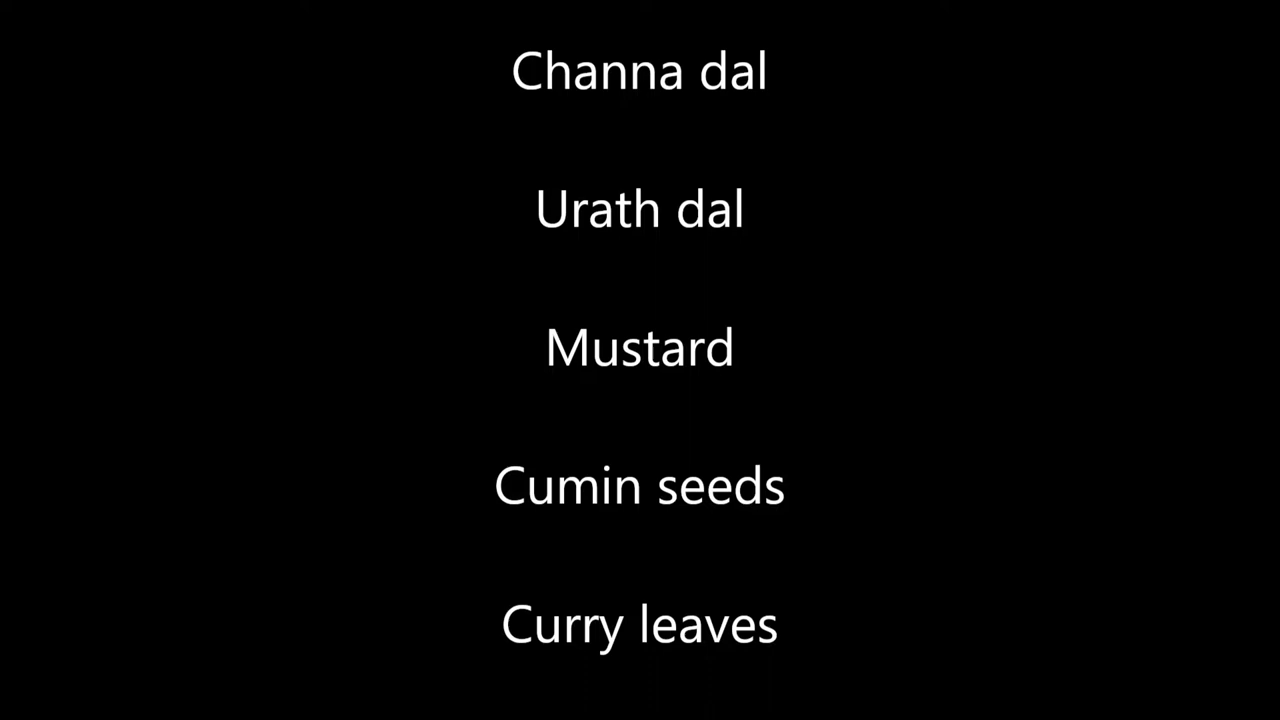 Channa dal
Urath dal
Mustard
Cumin seeds
Curry leaves